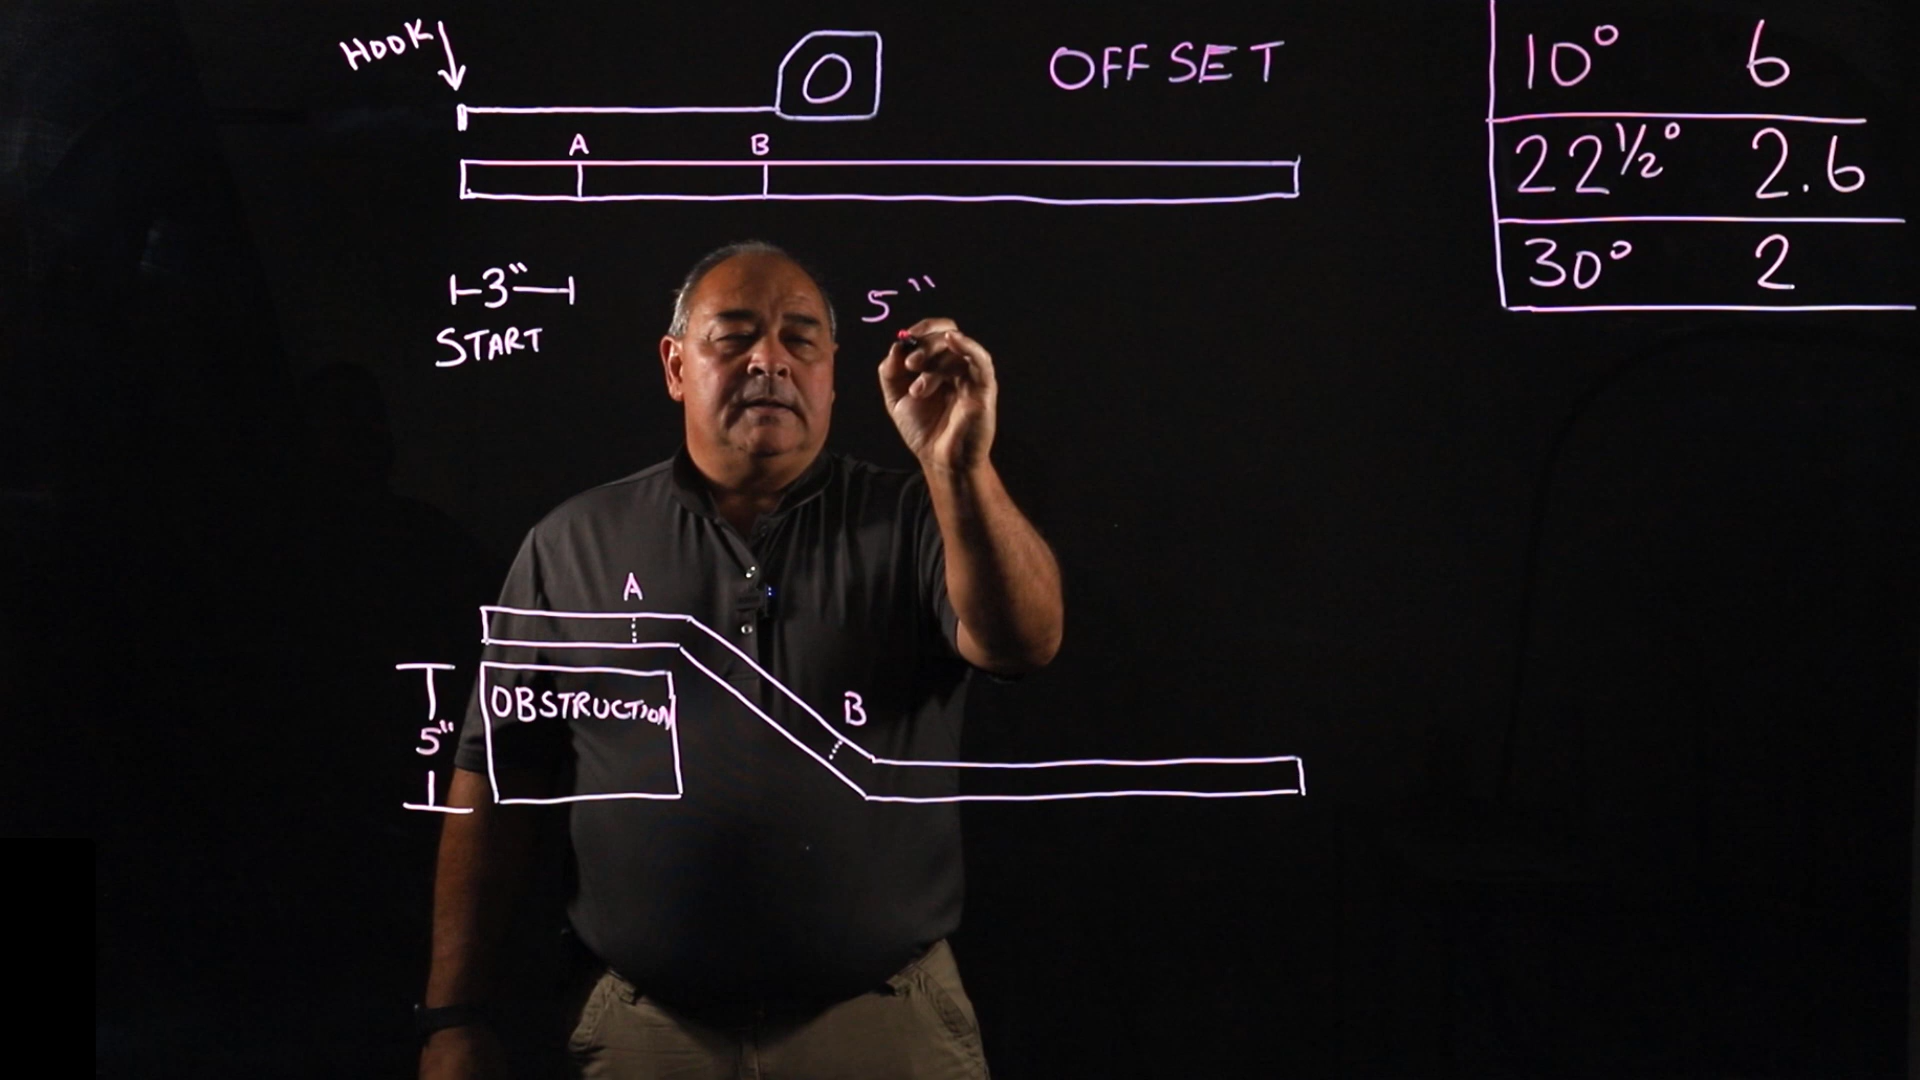 HOOK
OFFSET
O
A B
10° 6
22½° 2.6
30° 2
3"
START
5"
A
B
OBSTRUCTION
5"